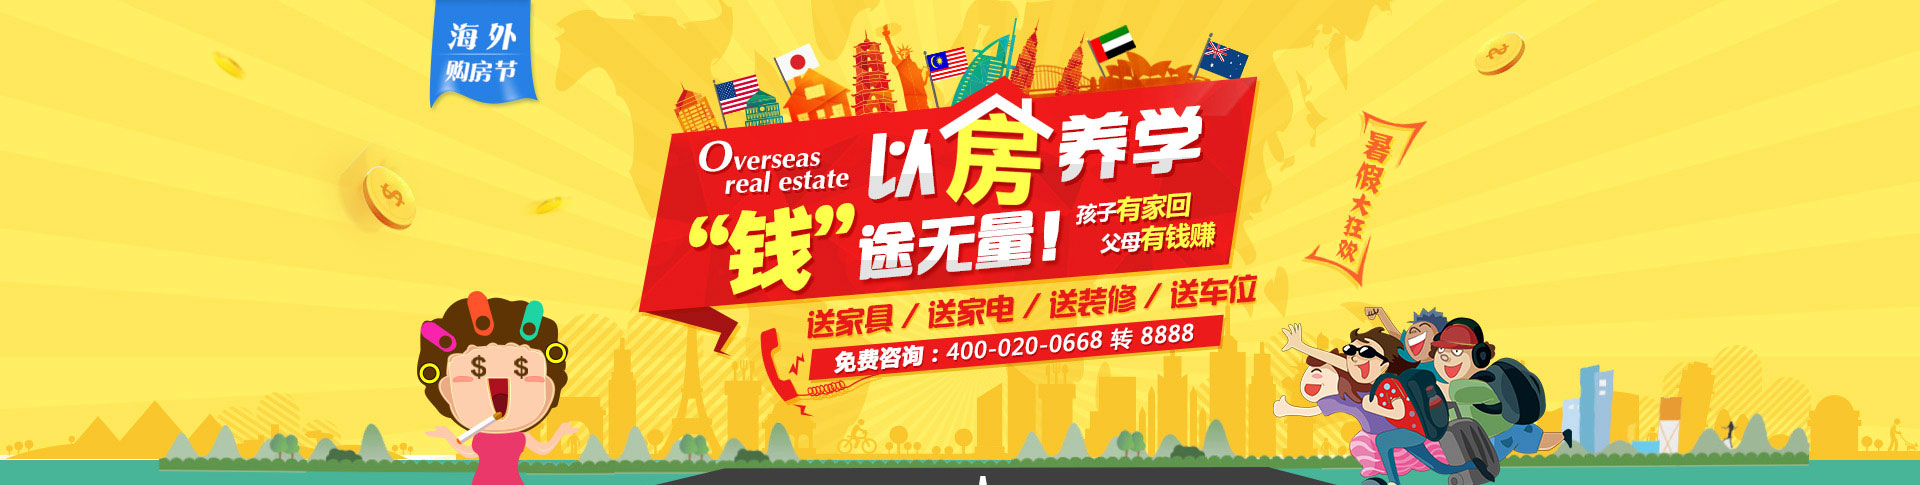 海外
购房节
Overseas
real estate
以房养学
“钱”途无量!
孩子有家回
父母有钱赚
送家具 / 送家电 / 送装修 / 送车位
免费咨询：400-020-0668 转 8888
暑假大狂欢
$
$ $